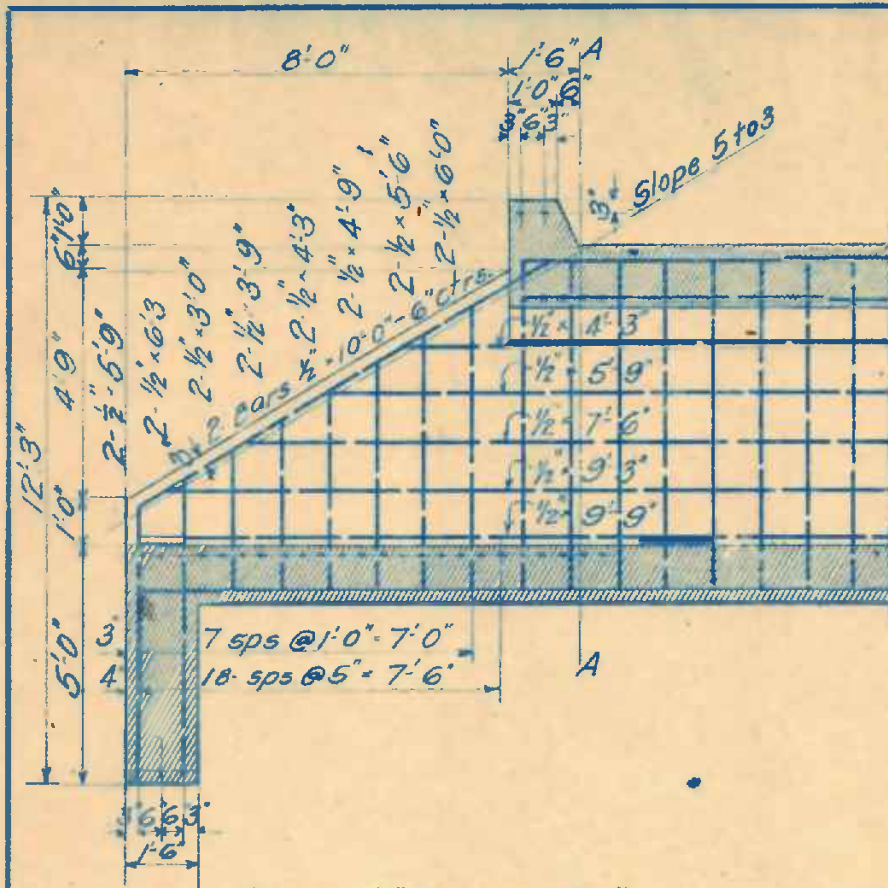 8'-0"
1'-6"
A
1'-0"
6"
6"
3"
Slope 5 to 3
3"
1'-0"
6"
4'-9"
12'-3"
1'-0"
5'-0"
2-½" 5'-9"
2-½" × 6'-3
2-½" × 3'-0"
2-½" × 3'-9"
2-½" × 4'-3"
2-½" × 4'-9"
2-½" × 5'-6"
2-½" × 6'-0"
2 bars ½" × 10'-0" - 6" ctrs.
½" × 4'-3"
½" × 5'-9"
½" × 7'-6"
½" × 9'-3"
½" × 9'-9"
3"
7 sps @ 1'-0" = 7'-0"
4
18- sps @ 5" = 7'-6"
A
6" 6" 3"
1'-6"